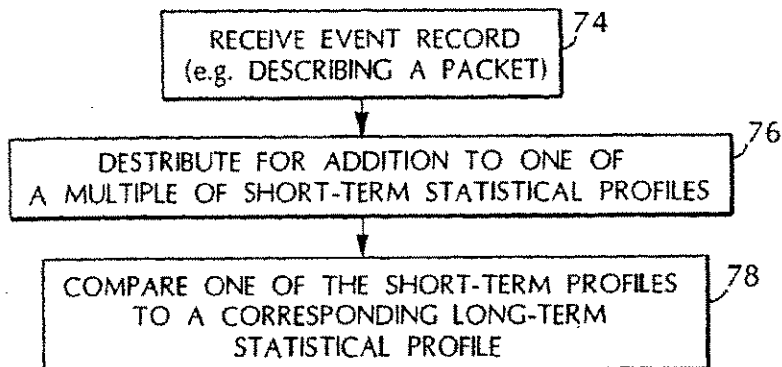 RECEIVE EVENT RECORD
(e.g. DESCRIBING A PACKET)
74
DESTRIBUTE FOR ADDITION TO ONE OF
A MULTIPLE OF SHORT-TERM STATISTICAL PROFILES
76
COMPARE ONE OF THE SHORT-TERM PROFILES
TO A CORRESPONDING LONG-TERM
STATISTICAL PROFILE
78